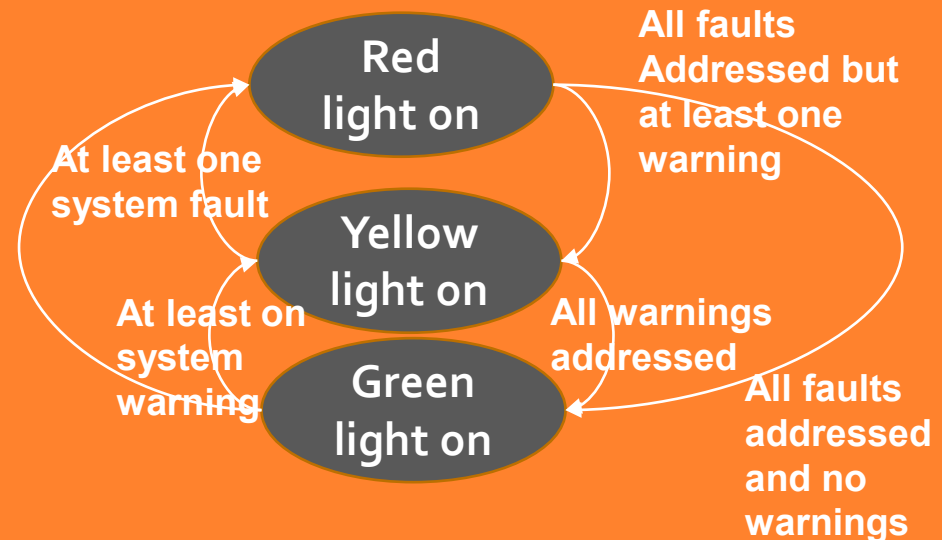 Red
light on
All faults
Addressed but
at least one
warning
At least one
system fault
Yellow
light on
At least on
system
warning
All warnings
addressed
Green
light on
All faults
addressed
and no
warnings